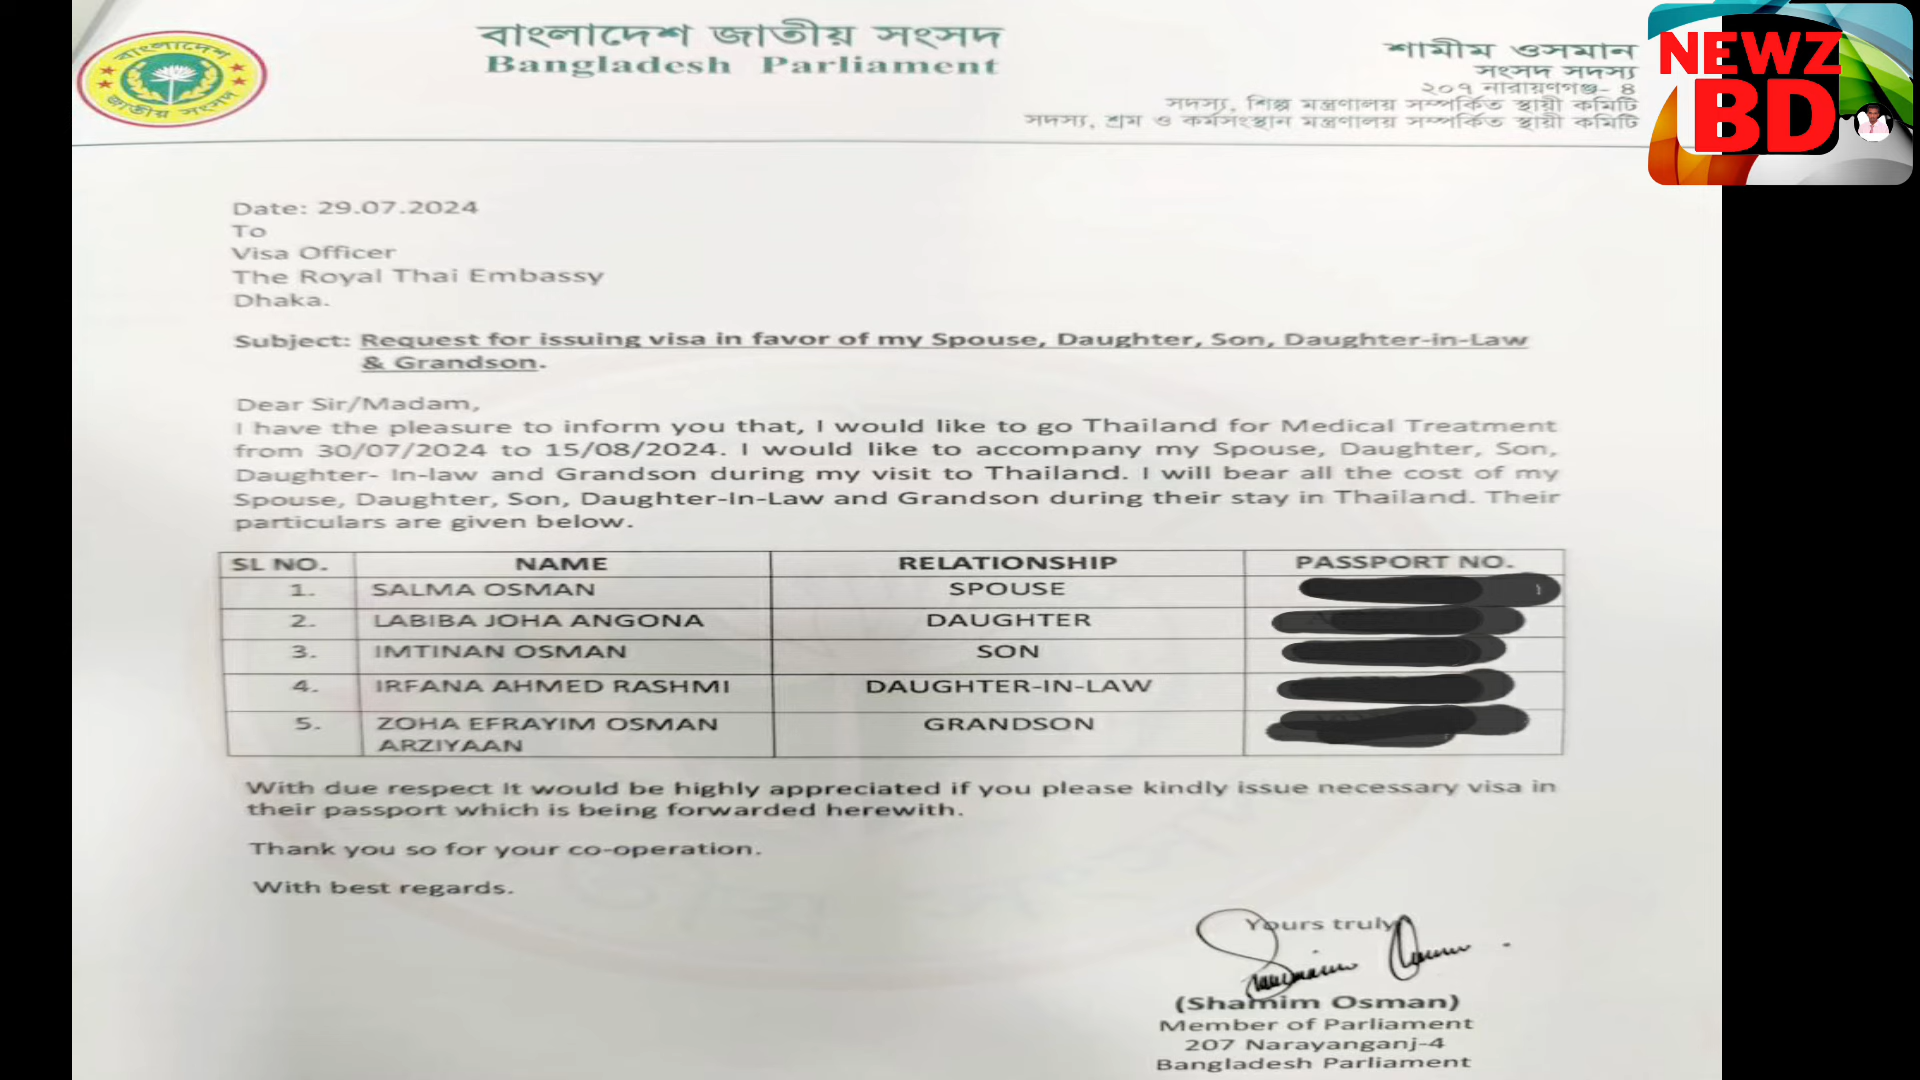 বাংলাদেশ জাতীয় সংসদ
Bangladesh Parliament
বাংলাদেশ
জাতীয় সংসদ
শামীম ওসমান
সংসদ সদস্য
২০৭ নারায়ণগঞ্জ- ৪
সদস্য, শিল্প মন্ত্রণালয় সম্পর্কিত স্থায়ী কমিটি
সদস্য, শ্রম ও কর্মসংস্থান মন্ত্রণালয় সম্পর্কিত স্থায়ী কমিটি
NEWZ
BD
Date: 29.07.2024
To
Visa Officer
The Royal Thai Embassy
Dhaka.
Subject: Request for issuing visa in favor of my Spouse, Daughter, Son, Daughter-in-Law
& Grandson.
Dear Sir/Madam,
I have the pleasure to inform you that, I would like to go Thailand for Medical Treatment
from 30/07/2024 to 15/08/2024. I would like to accompany my Spouse, Daughter, Son,
Daughter- In-law and Grandson during my visit to Thailand. I will bear all the cost of my
Spouse, Daughter, Son, Daughter-In-Law and Grandson during their stay in Thailand. Their
particulars are given below.
SL NO. NAME RELATIONSHIP PASSPORT NO.
1. SALMA OSMAN SPOUSE
2. LABIBA JOHA ANGONA DAUGHTER
3. IMTINAN OSMAN SON
4. IRFANA AHMED RASHMI DAUGHTER-IN-LAW
5. ZOHA EFRAYIM OSMAN GRANDSON
ARZIYAAN
With due respect It would be highly appreciated if you please kindly issue necessary visa in
their passport which is being forwarded herewith.
Thank you so for your co-operation.
With best regards.
Yours truly
(Shamim Osman)
Member of Parliament
207 Narayanganj-4
Bangladesh Parliament